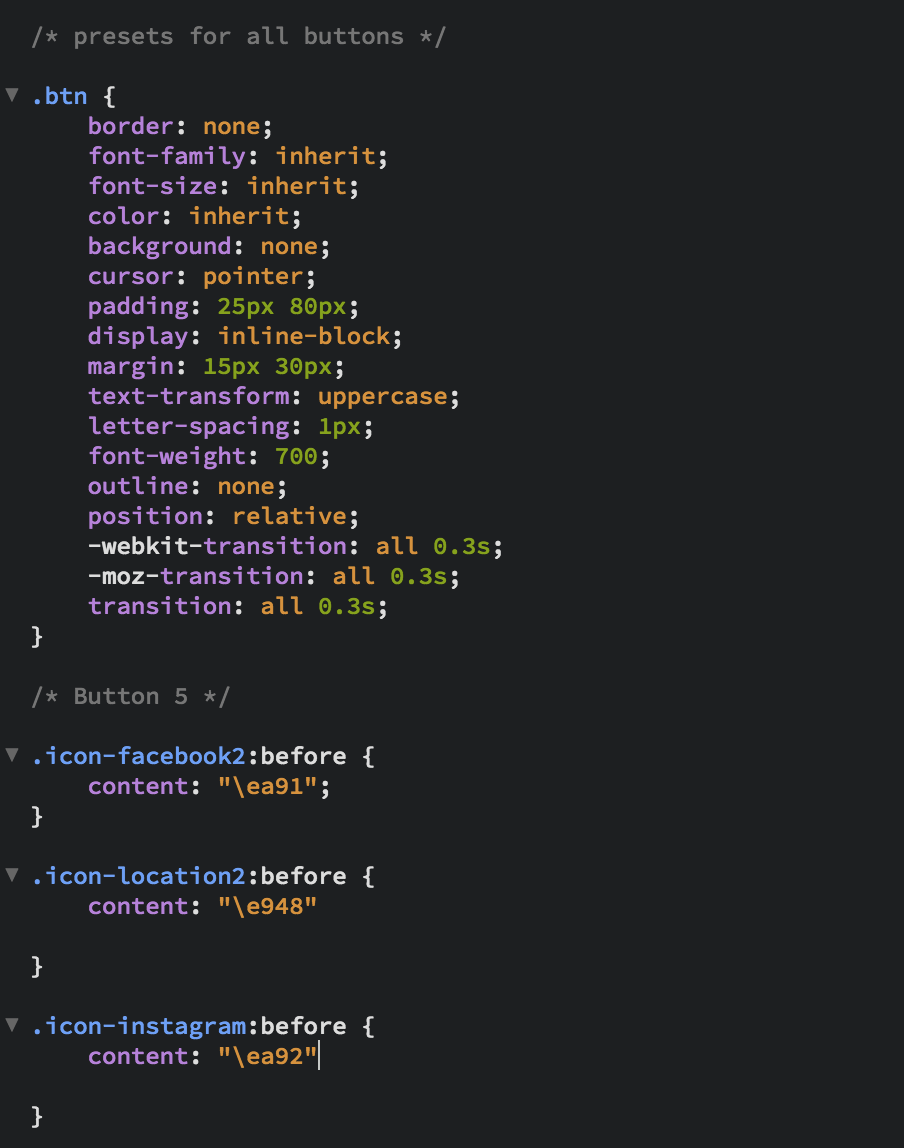 /* presets for all buttons */
.btn {
border: none;
font-family: inherit;
font-size: inherit;
color: inherit;
background: none;
cursor: pointer;
padding: 25px 80px;
display: inline-block;
margin: 15px 30px;
text-transform: uppercase;
letter-spacing: 1px;
font-weight: 700;
outline: none;
position: relative;
-webkit-transition: all 0.3s;
-moz-transition: all 0.3s;
transition: all 0.3s;
}
/* Button 5 */
.icon-facebook2:before {
content: "\ea91";
}
.icon-location2:before {
content: "\e948"
}
.icon-instagram:before {
content: "\ea92"
}